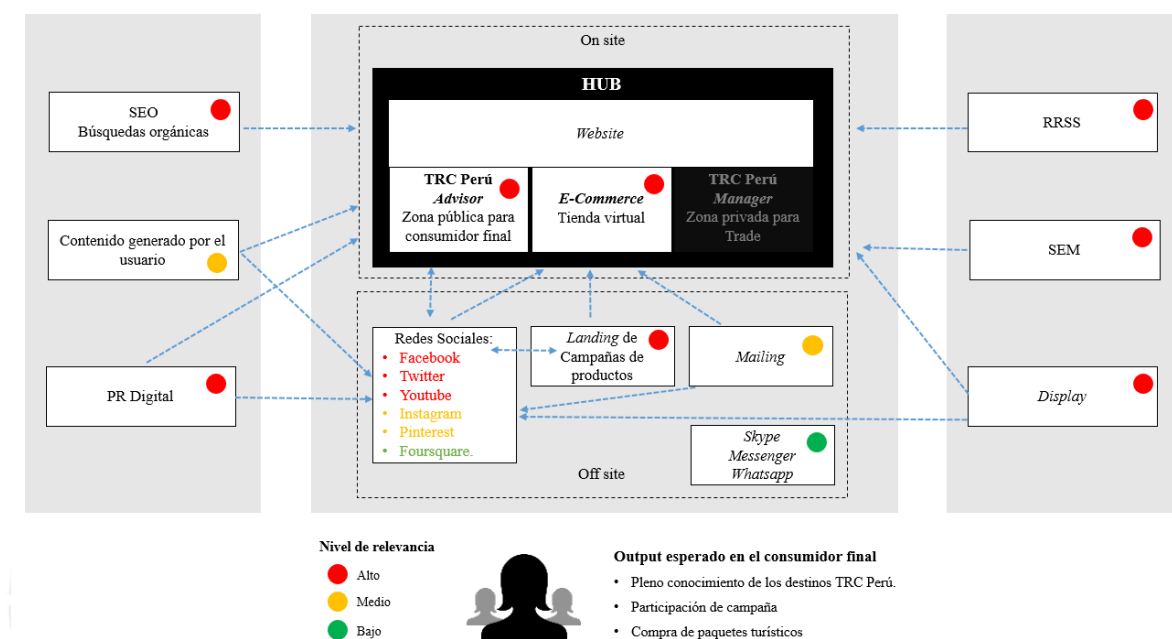 On site
HUB
Website
TRC Perú
Advisor
Zona pública para
consumidor final
E-Commerce
Tienda virtual
TRC Perú
Manager
Zona privada para
Trade
SEO
Búsquedas orgánicas
Contenido generado por el
usuario
PR Digital
Redes Sociales:
• Facebook
• Twitter
• Youtube
• Instagram
• Pinterest
• Foursquare.
Landing de
Campañas de
productos
Mailing
Skype
Messenger
Whatsapp
Off site
RRSS
SEM
Display
Nivel de relevancia
Alto
Medio
Bajo
Output esperado en el consumidor final
• Pleno conocimiento de los destinos TRC Perú.
• Participación de campaña
• Compra de paquetes turísticos